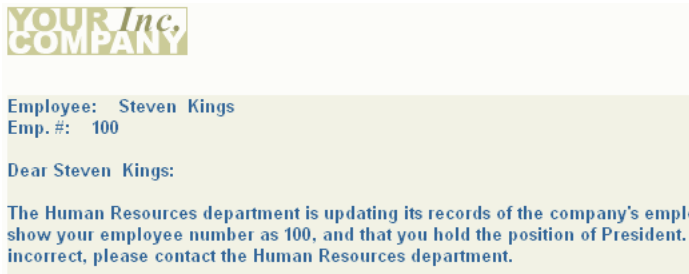 YOUR Inc.
COMPANY
Employee: Steven Kings
Emp. #: 100
Dear Steven Kings:
The Human Resources department is updating its records of the company's
show your employee number as 100, and that you hold the position of President.
incorrect, please contact the Human Resources department.